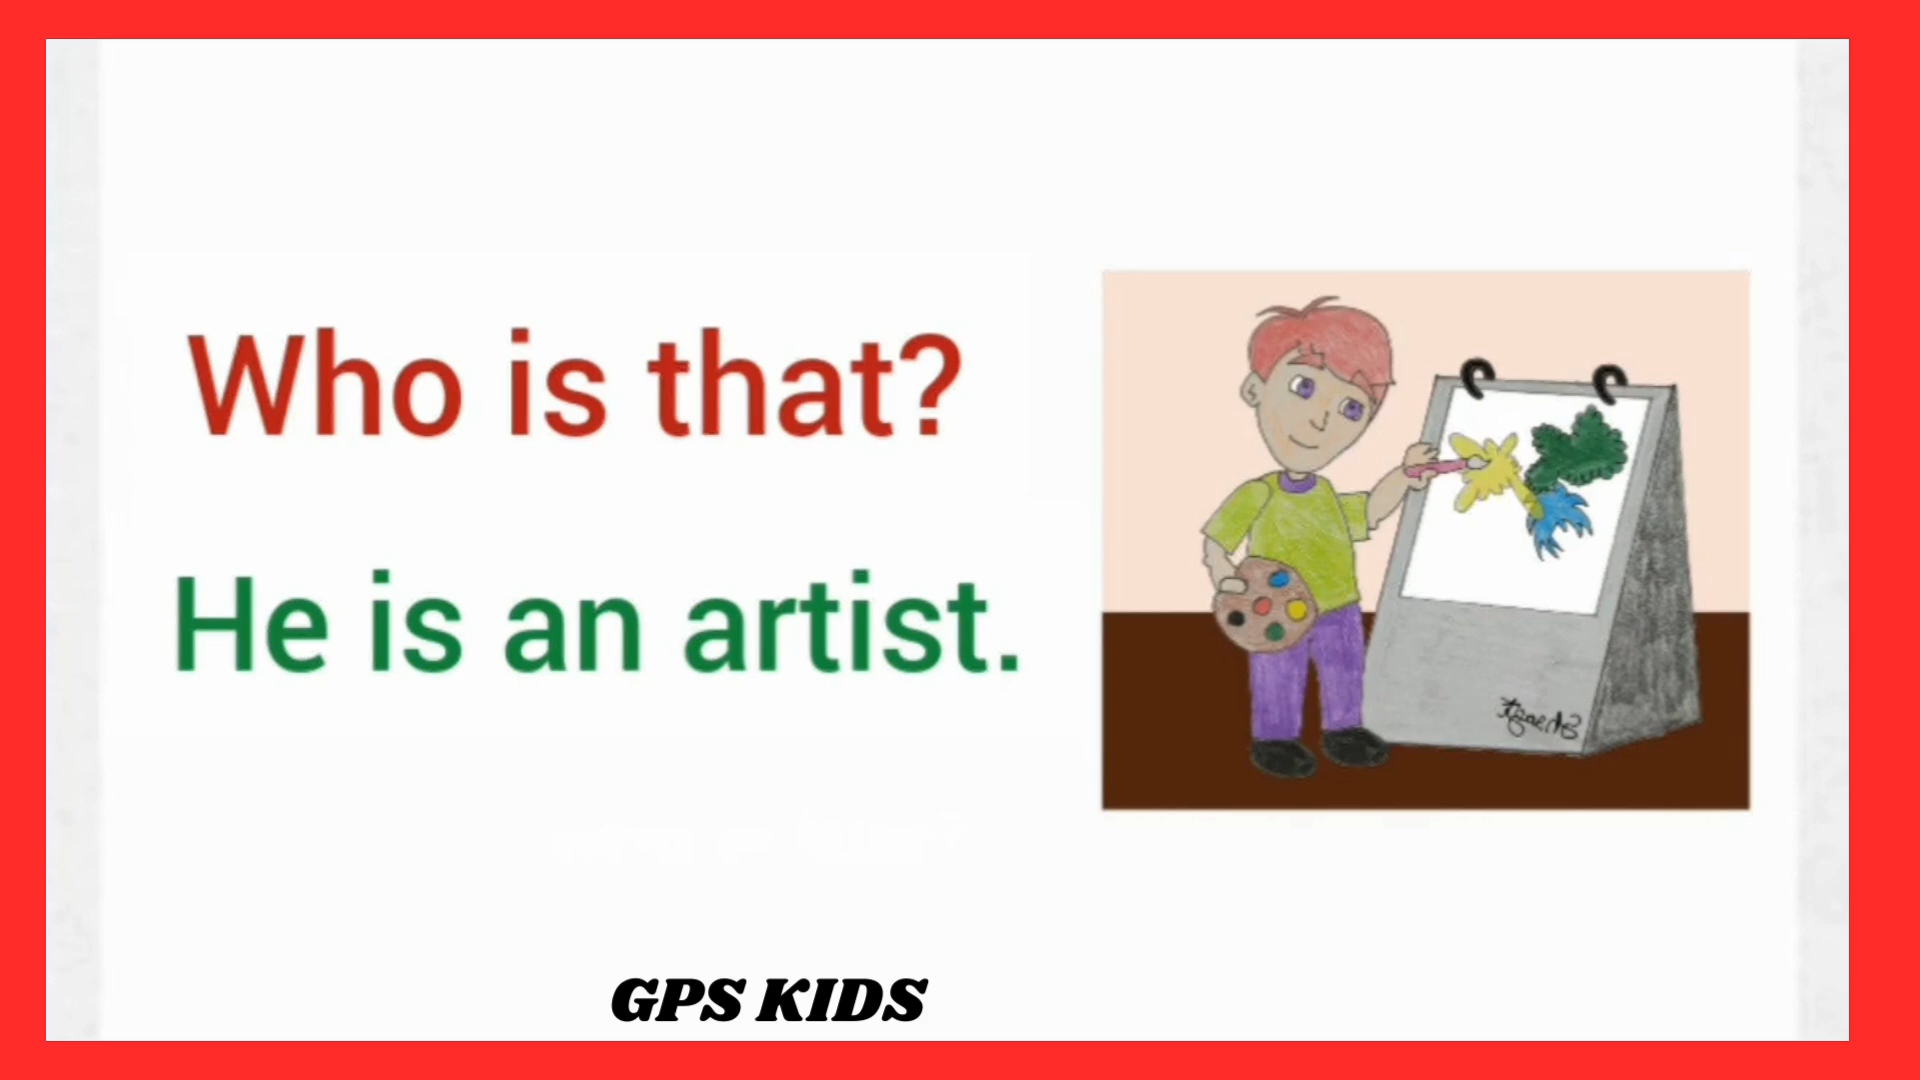 Who is that?
He is an artist.
GPS KIDS